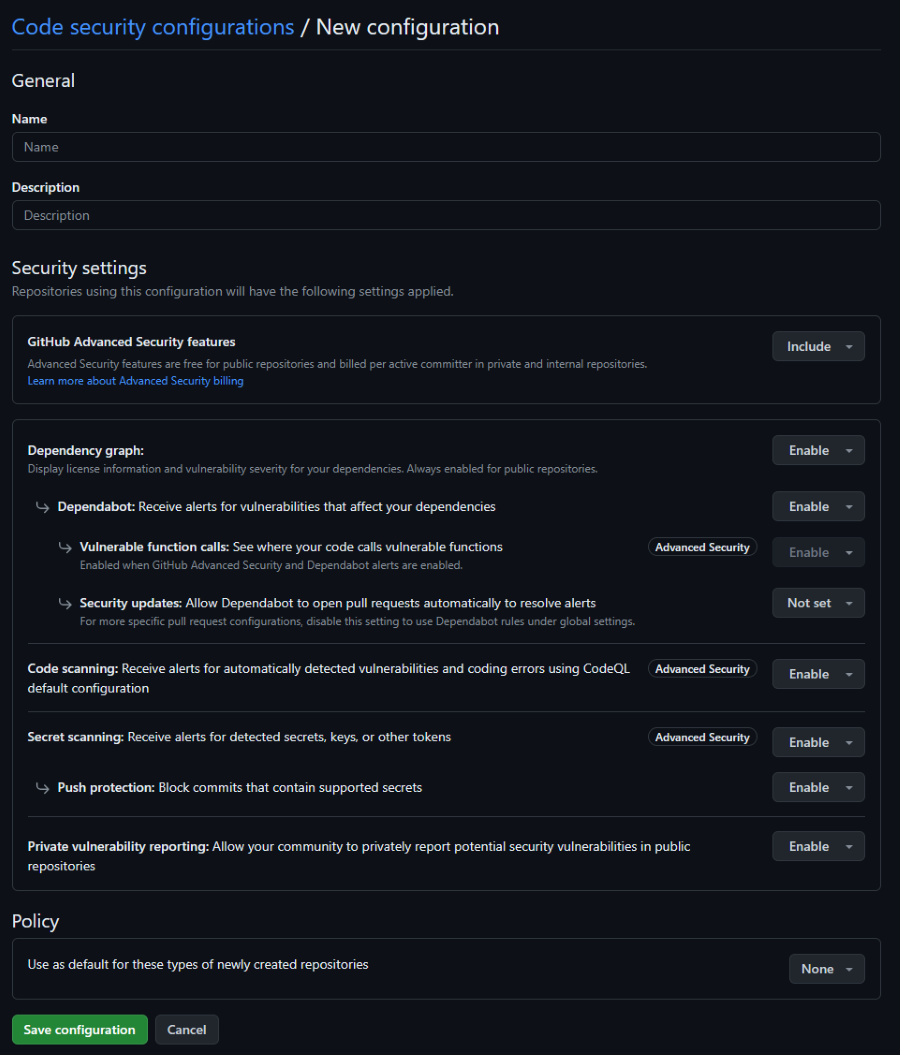 Code security configurations / New configuration
General
Name
Name
Description
Description
Security settings
Repositories using this configuration will have the following settings applied.
GitHub Advanced Security features
Include
Advanced Security features are free for public repositories and billed per active committer in private and internal repositories.
Learn more about Advanced Security billing
Dependency graph:
Enable
Display license information and vulnerability severity for your dependencies. Always enabled for public repositories.
Dependabot: Receive alerts for vulnerabilities that affect your dependencies
Enable
Vulnerable function calls: See where your code calls vulnerable functions
Advanced Security
Enable
Enabled when GitHub Advanced Security and Dependabot alerts are enabled.
Security updates: Allow Dependabot to open pull requests automatically to resolve alerts
Not set
For more specific pull request configurations, disable this setting to use Dependabot rules under global settings.
Code scanning: Receive alerts for automatically detected vulnerabilities and coding errors using CodeQL
default configuration
Advanced Security
Enable
Secret scanning: Receive alerts for detected secrets, keys, or other tokens
Advanced Security
Enable
Push protection: Block commits that contain supported secrets
Enable
Private vulnerability reporting: Allow your community to privately report potential security vulnerabilities in public
repositories
Enable
Policy
Use as default for these types of newly created repositories
None
Save configuration
Cancel